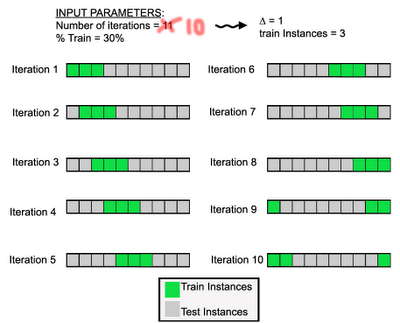 INPUT PARAMETERS:
Number of iterations = 11 10
% Train = 30%
Δ = 1
train Instances = 3
Iteration 1
Iteration 2
Iteration 3
Iteration 4
Iteration 5
Iteration 6
Iteration 7
Iteration 8
Iteration 9
Iteration 10
Train Instances
Test Instances